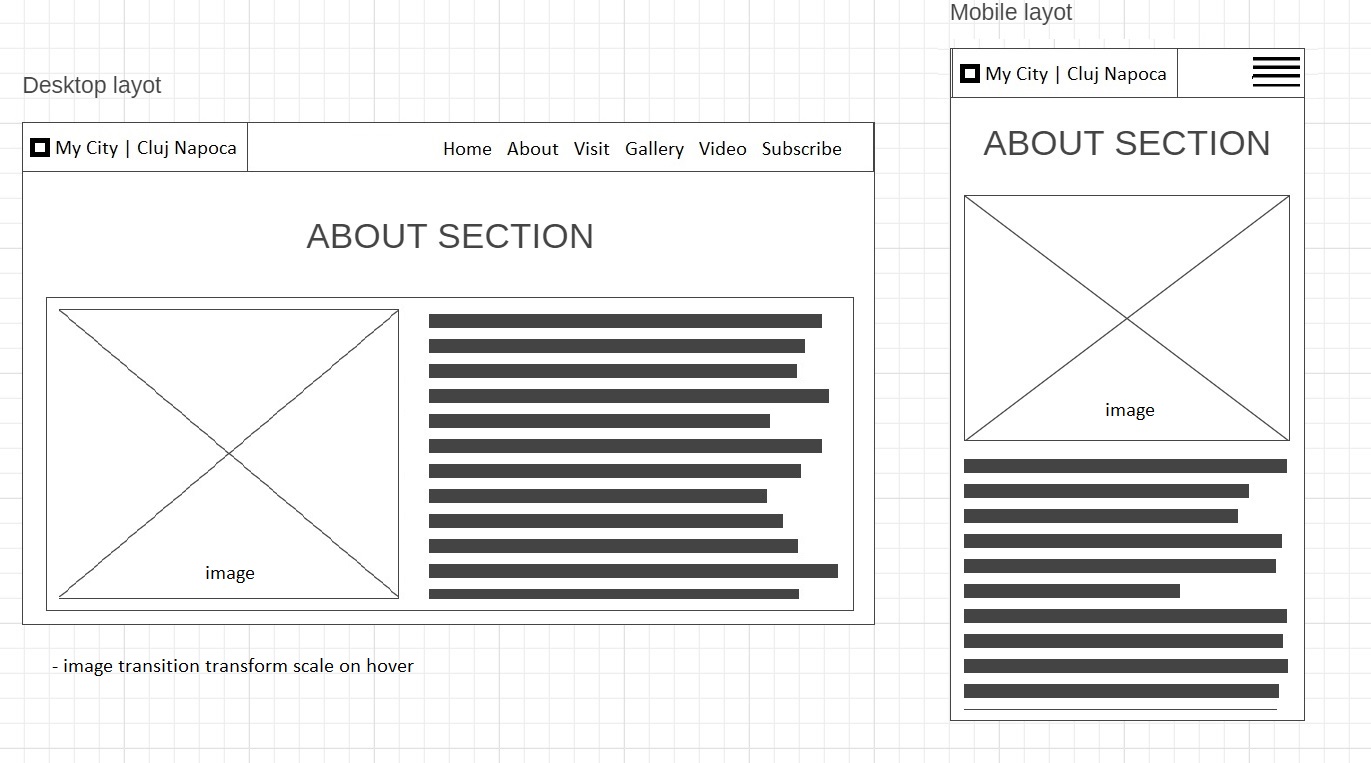 Desktop layot
My City | Cluj Napoca
Home About Visit Gallery Video Subscribe
ABOUT SECTION
image
- image transition transform scale on hover
Mobile layot
My City | Cluj Napoca
ABOUT SECTION
image